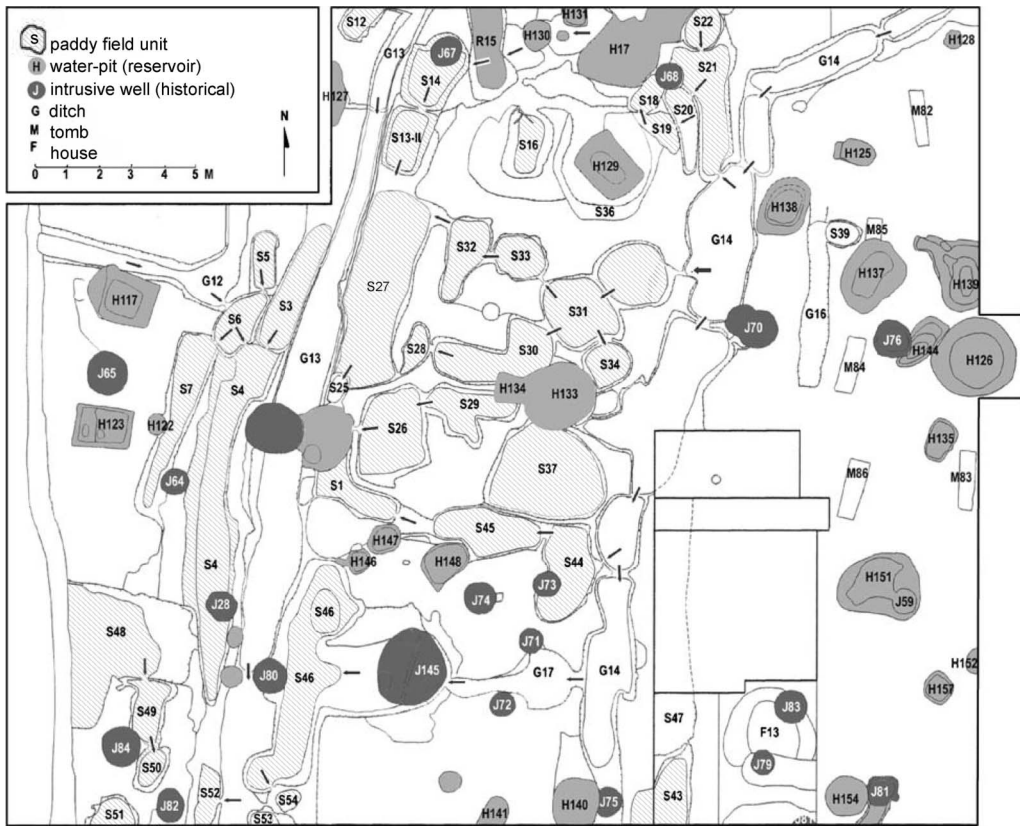 S paddy field unit
H water-pit (reservoir)
J intrusive well (historical)
G ditch
M tomb
F house
N
0 1 2 3 4 5 M
S12
G13
J67
R15
H130
H131
H17
S22
G14
H128
H127
S14
J68
S21
S18
S20
S19
M82
S13-II
S16
H129
H125
S36
H138
S39
M85
G14
S5
S32
S33
H137
H139
G12
H117
S3
S27
S31
G16
S6
J70
J76
H144
H126
J65
S7
S4
G13
S28
S30
S34
M84
S25
H134
H133
H123
H122
S26
S29
H135
J64
S37
M86
M83
S1
S45
H147
H146
H148
S44
J73
H151
J59
S4
J28
J74
S46
S48
J71
J80
S46
J145
G17
G14
H152
H157
J72
S49
S47
J83
F13
J84
S50
J79
J82
S52
S54
S53
S51
H141
H140
J75
S43
H154
J81